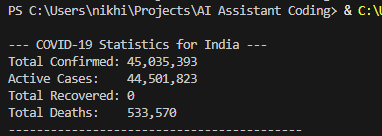 PS C:\Users\nikhi\Projects\AI Assistant Coding> & C:\U
--- COVID-19 Statistics for India ---
Total Confirmed: 45,035,393
Active Cases: 44,501,823
Total Recovered: 0
Total Deaths: 533,570
----------------------------------------